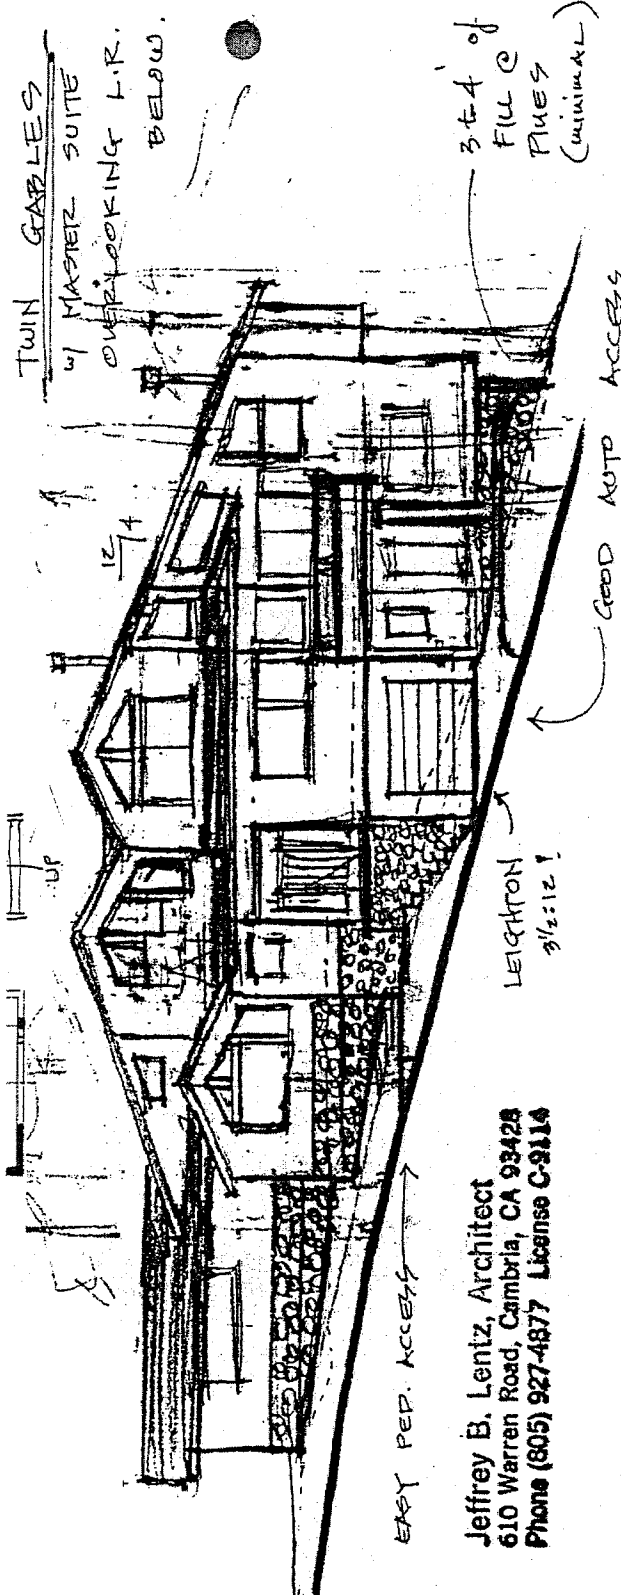 TWIN GABLES
w/ MASTER SUITE
OVERLOOKING L.R.
BELOW.
12
4
UP
3 to 4' of
FILL @
PINES
(minimal)
GOOD AUTO ACCESS
LEIGHTON
3½:12!
EASY PED. ACCESS
Jeffrey B. Lentz, Architect
610 Warren Road, Cambria, CA 93428
Phone (805) 927-4877 License C-9114